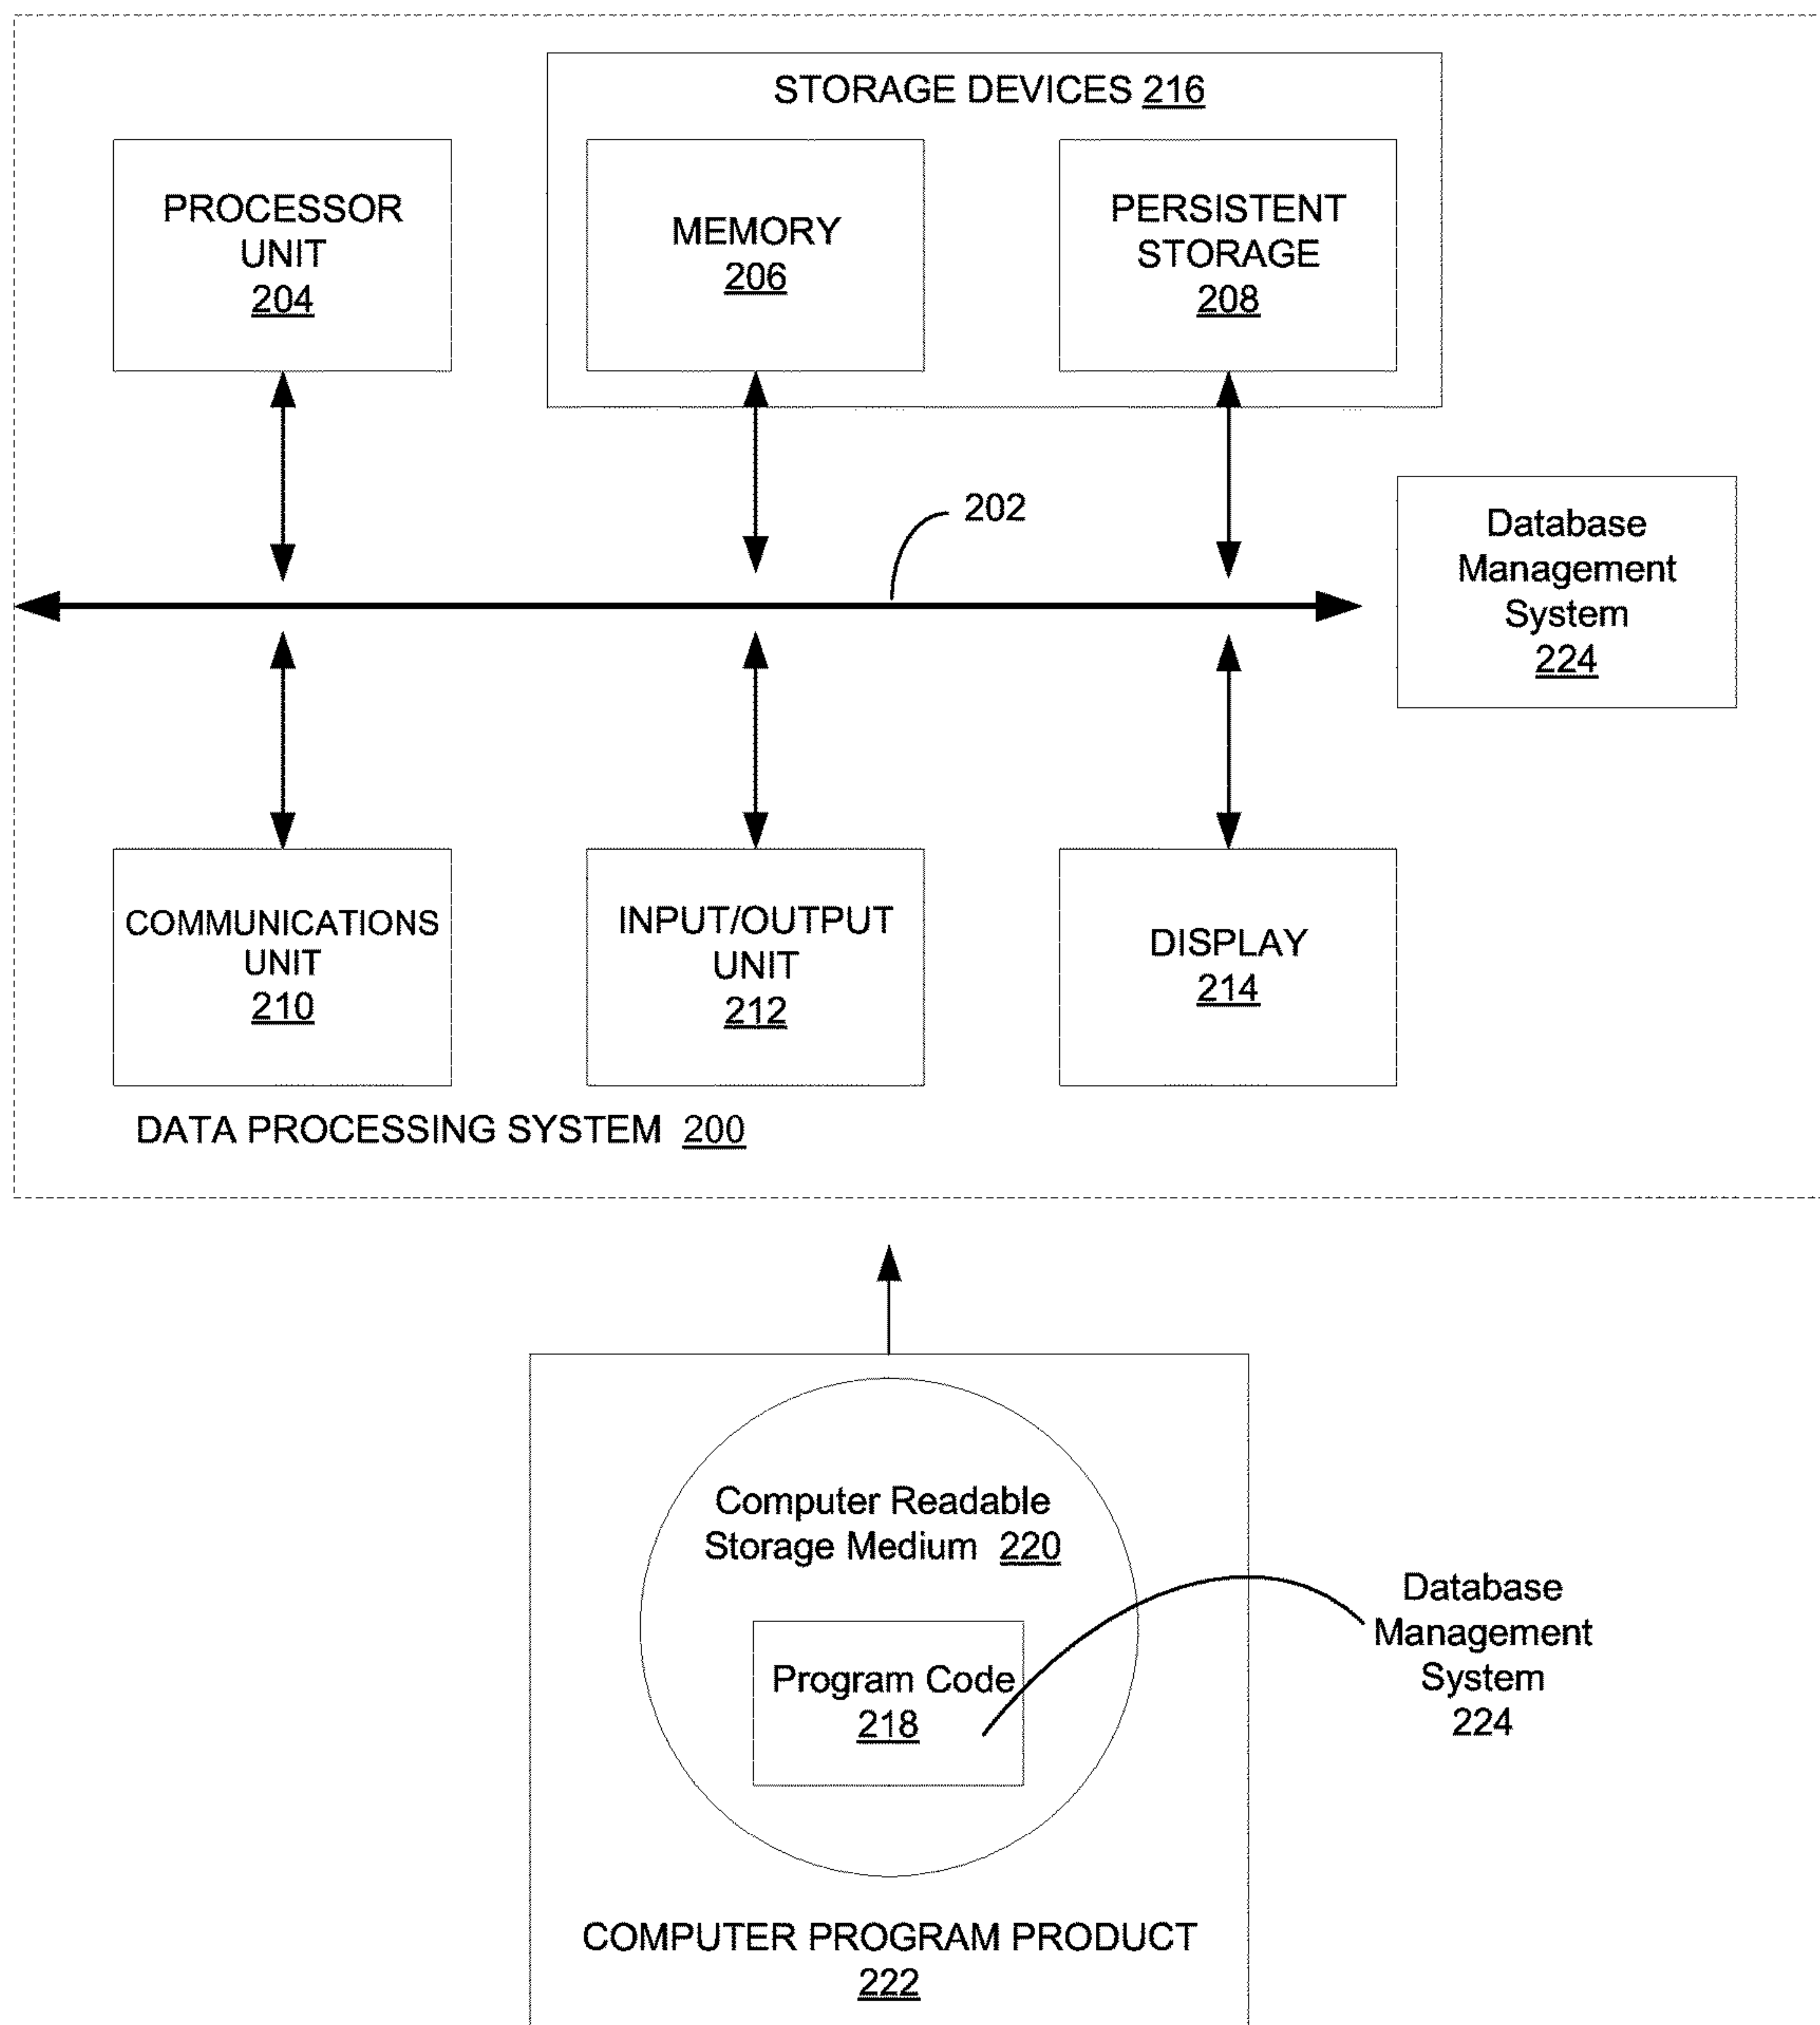 STORAGE DEVICES 216
PROCESSOR
UNIT
204
MEMORY
206
PERSISTENT
STORAGE
208
202
Database
Management
System
224
COMMUNICATIONS
UNIT
210
INPUT/OUTPUT
UNIT
212
DISPLAY
214
DATA PROCESSING SYSTEM 200
Computer Readable
Storage Medium 220
Program Code
218
Database
Management
System
224
COMPUTER PROGRAM PRODUCT
222